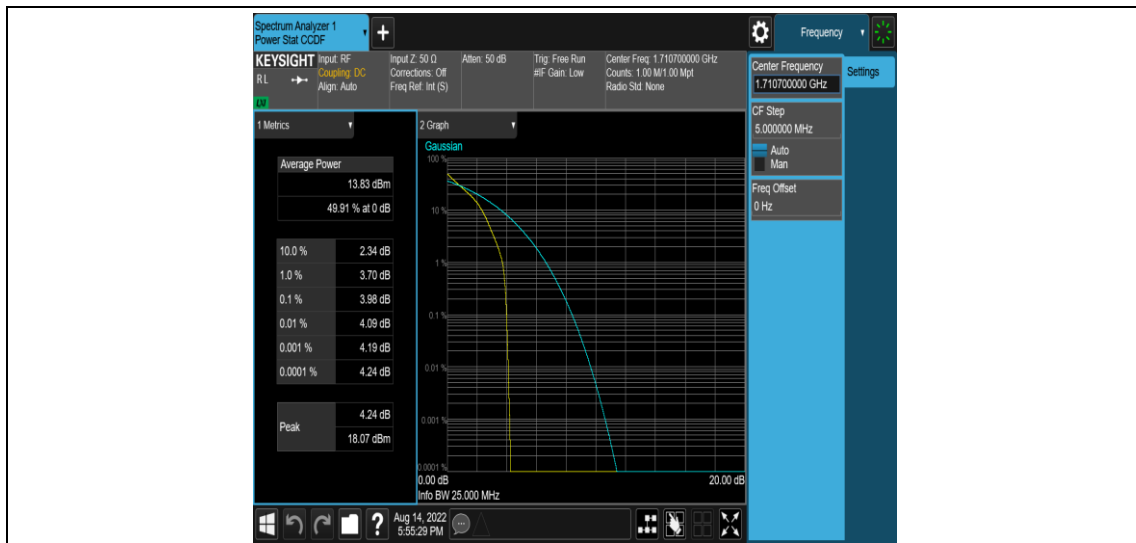 Spectrum Analyzer 1
Power Stat CCDF
Frequency
KEYSIGHT
RL
LXI
Input: RF
Coupling: DC
Align: Auto
Input Z: 50 Ω
Corrections: Off
Freq Ref: Int (S)
Atten: 50 dB
Trig: Free Run
#IF Gain: Low
Center Freq: 1.710700000 GHz
Counts: 1.00 M/1.00 Mpt
Radio Std: None
Center Frequency
1.710700000 GHz
Settings
CF Step
5.000000 MHz
Auto
Man
Freq Offset
0 Hz
1 Metrics
Average Power
13.83 dBm
49.91 % at 0 dB
10.0 % 2.34 dB
1.0 % 3.70 dB
0.1 % 3.98 dB
0.01 % 4.09 dB
0.001 % 4.19 dB
0.0001 % 4.24 dB
Peak 4.24 dB
18.07 dBm
2 Graph
Gaussian
100 %
10 %
1 %
0.1 %
0.01 %
0.001 %
0.0001 %
0.00 dB 20.00 dB
Info BW 25.000 MHz
?
Aug 14, 2022
5:55:29 PM